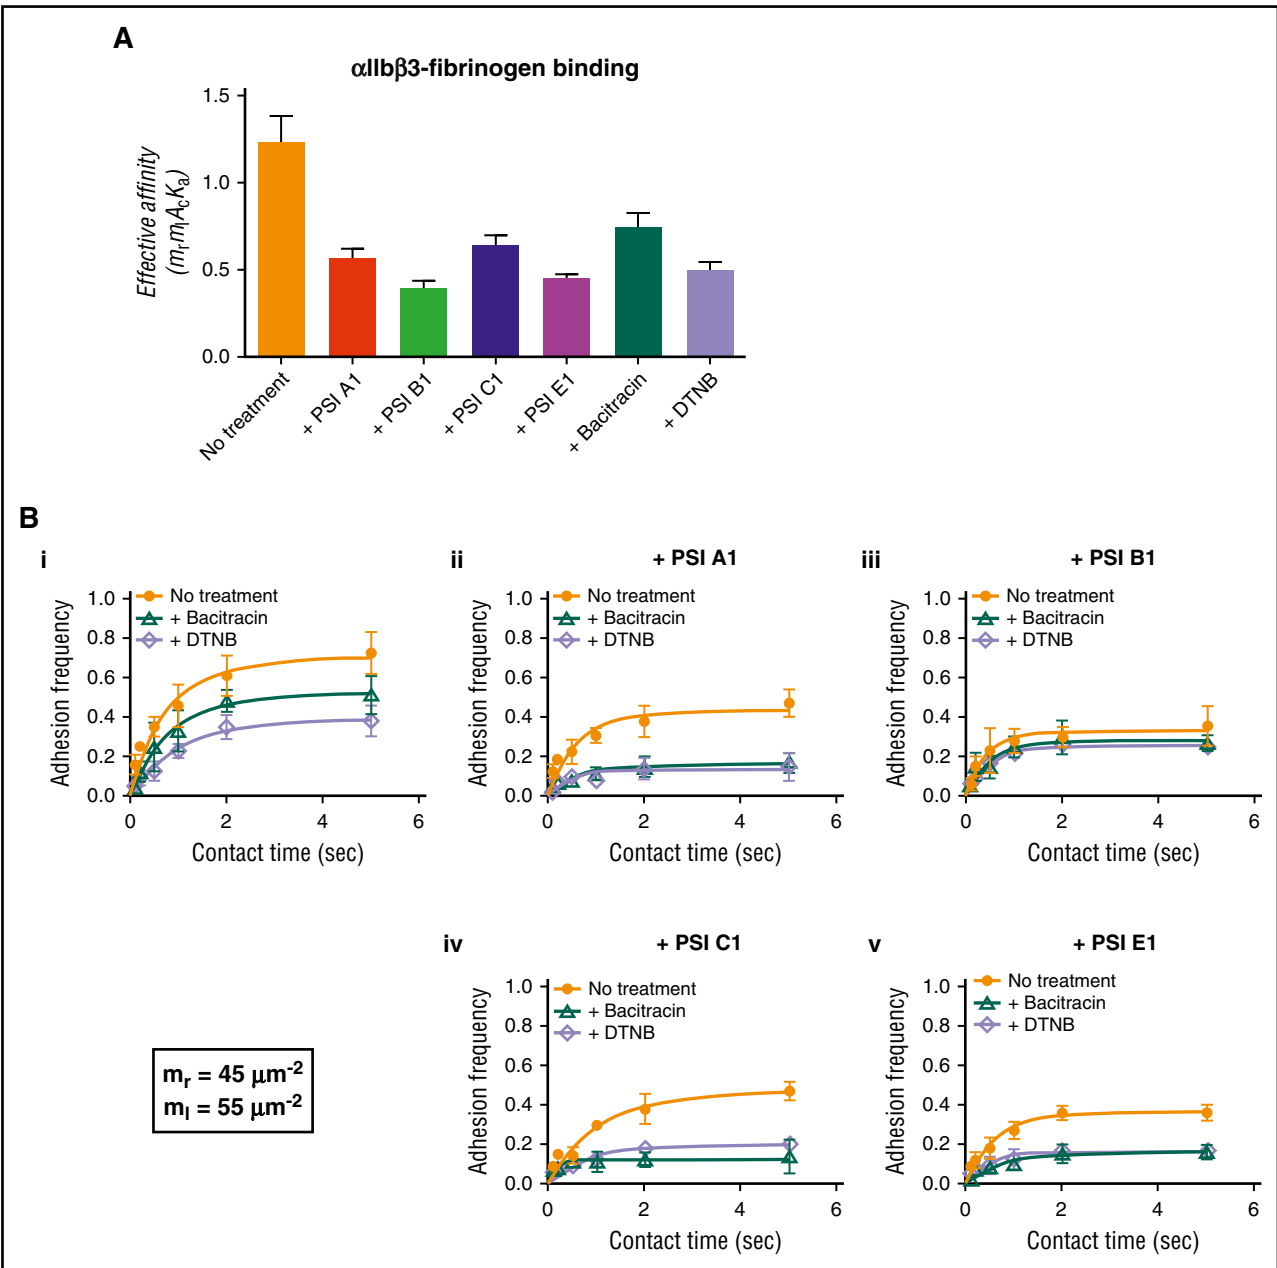 A
αIIbβ3-fibrinogen binding
Effective affinity
(mrmlAcKa)
1.5
1.0
0.5
0.0
No treatment
+ PSI A1
+ PSI B1
+ PSI C1
+ PSI E1
+ Bacitracin
+ DTNB
B
i
No treatment
+ Bacitracin
+ DTNB
Adhesion frequency
1.0
0.8
0.6
0.4
0.2
0.0
0 2 4 6
Contact time (sec)
ii
+ PSI A1
No treatment
+ Bacitracin
+ DTNB
Adhesion frequency
1.0
0.8
0.6
0.4
0.2
0.0
0 2 4 6
Contact time (sec)
iii
+ PSI B1
No treatment
+ Bacitracin
+ DTNB
Adhesion frequency
1.0
0.8
0.6
0.4
0.2
0.0
0 2 4 6
Contact time (sec)
mr = 45 μm-2
ml = 55 μm-2
iv
+ PSI C1
No treatment
+ Bacitracin
+ DTNB
Adhesion frequency
1.0
0.8
0.6
0.4
0.2
0.0
0 2 4 6
Contact time (sec)
v
+ PSI E1
No treatment
+ Bacitracin
+ DTNB
Adhesion frequency
1.0
0.8
0.6
0.4
0.2
0.0
0 2 4 6
Contact time (sec)